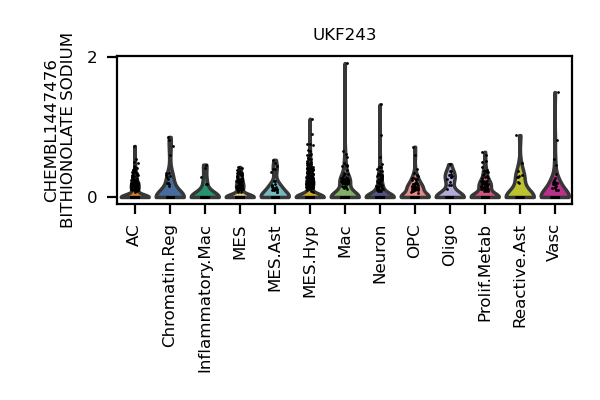 UKF243
CHEMBL1447476
BITHIONOLATE SODIUM
2
0
AC
Chromatin.Reg
Inflammatory.Mac
MES
MES.Ast
MES.Hyp
Mac
Neuron
OPC
Oligo
Prolif.Metab
Reactive.Ast
Vasc